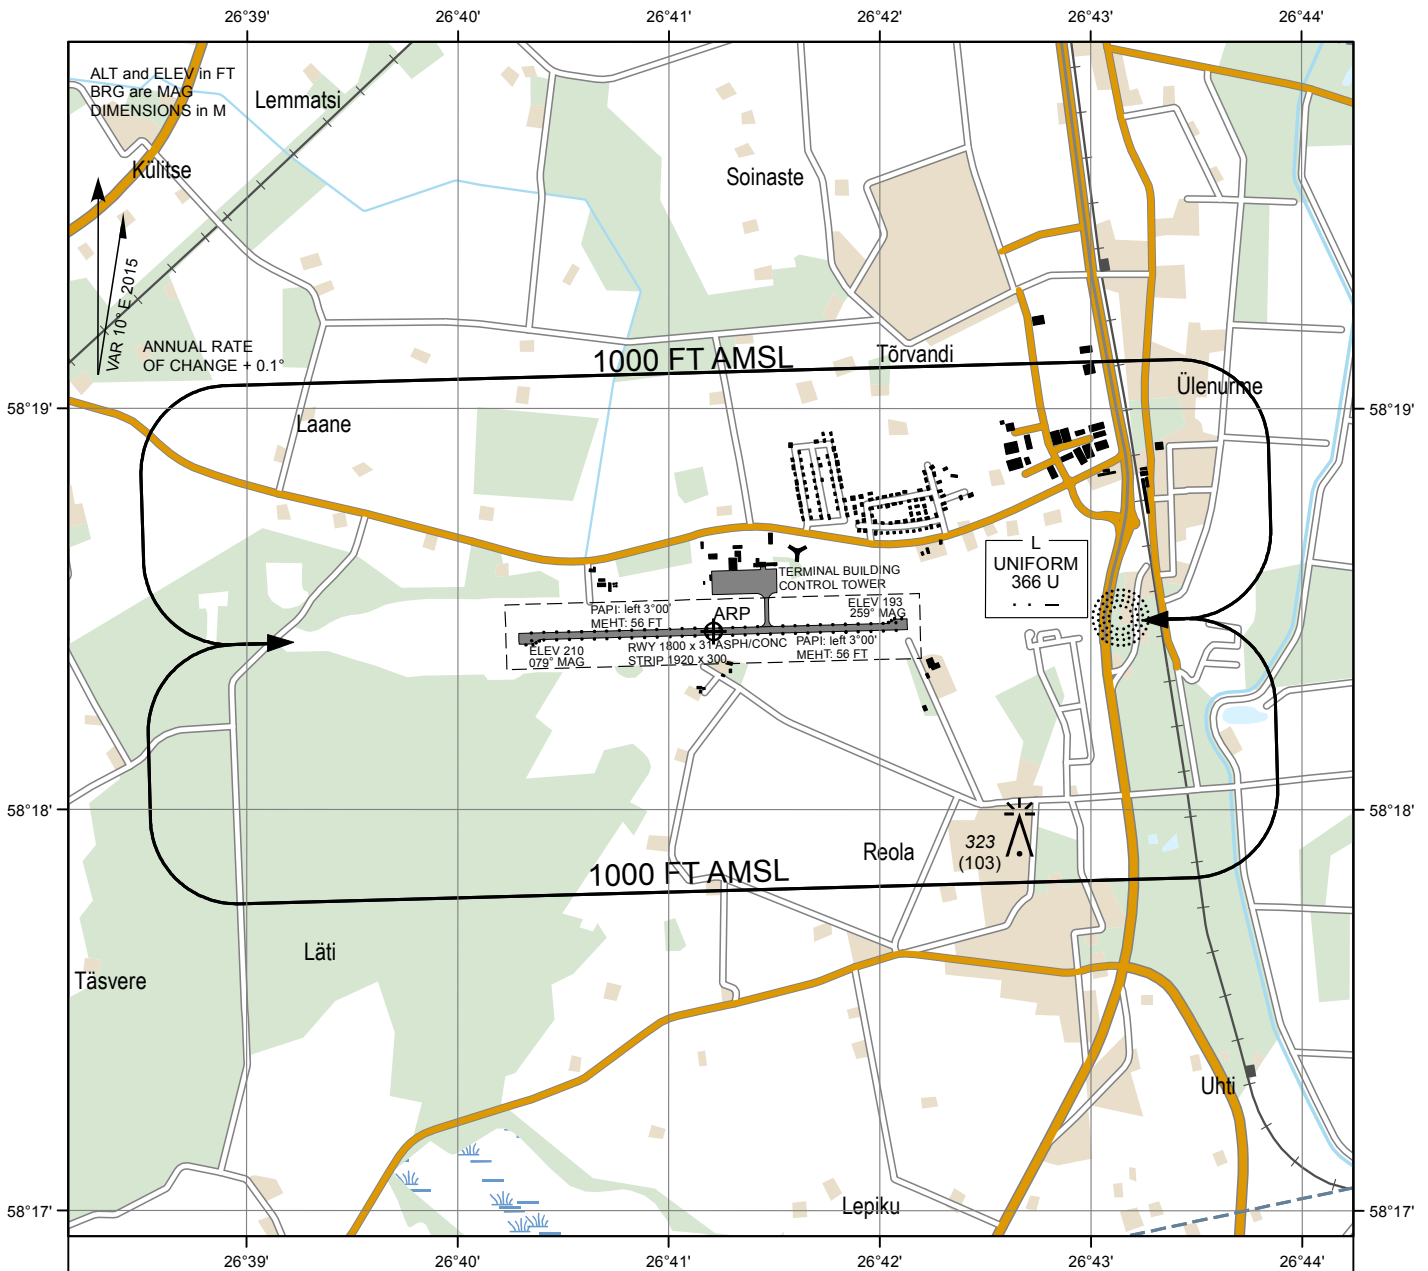 26°39' 26°40' 26°41' 26°42' 26°43' 26°44'
ALT and ELEV in FT
BRG are MAG
DIMENSIONS in M
Lemmatsi
Külitse
Soinaste
VAR 10° E 2015
ANNUAL RATE
OF CHANGE + 0.1°
1000 FT AMSL
Tõrvandi
Ülenurme
58°19' 58°19'
Laane
L
UNIFORM
366 U
TERMINAL BUILDING
CONTROL TOWER
PAPI: left 3°00'
MEHT: 56 FT
ARP
ELEV 193
259° MAG
ELEV 210
079° MAG
RWY 1800 x 31 ASPH/CONC
STRIP 1920 x 300
PAPI: left 3°00'
MEHT: 56 FT
58°18' 58°18'
323
(103)
Reola
1000 FT AMSL
Läti
Täsvere
Uhti
Lepiku
58°17' 58°17'
26°39' 26°40' 26°41' 26°42' 26°43' 26°44'